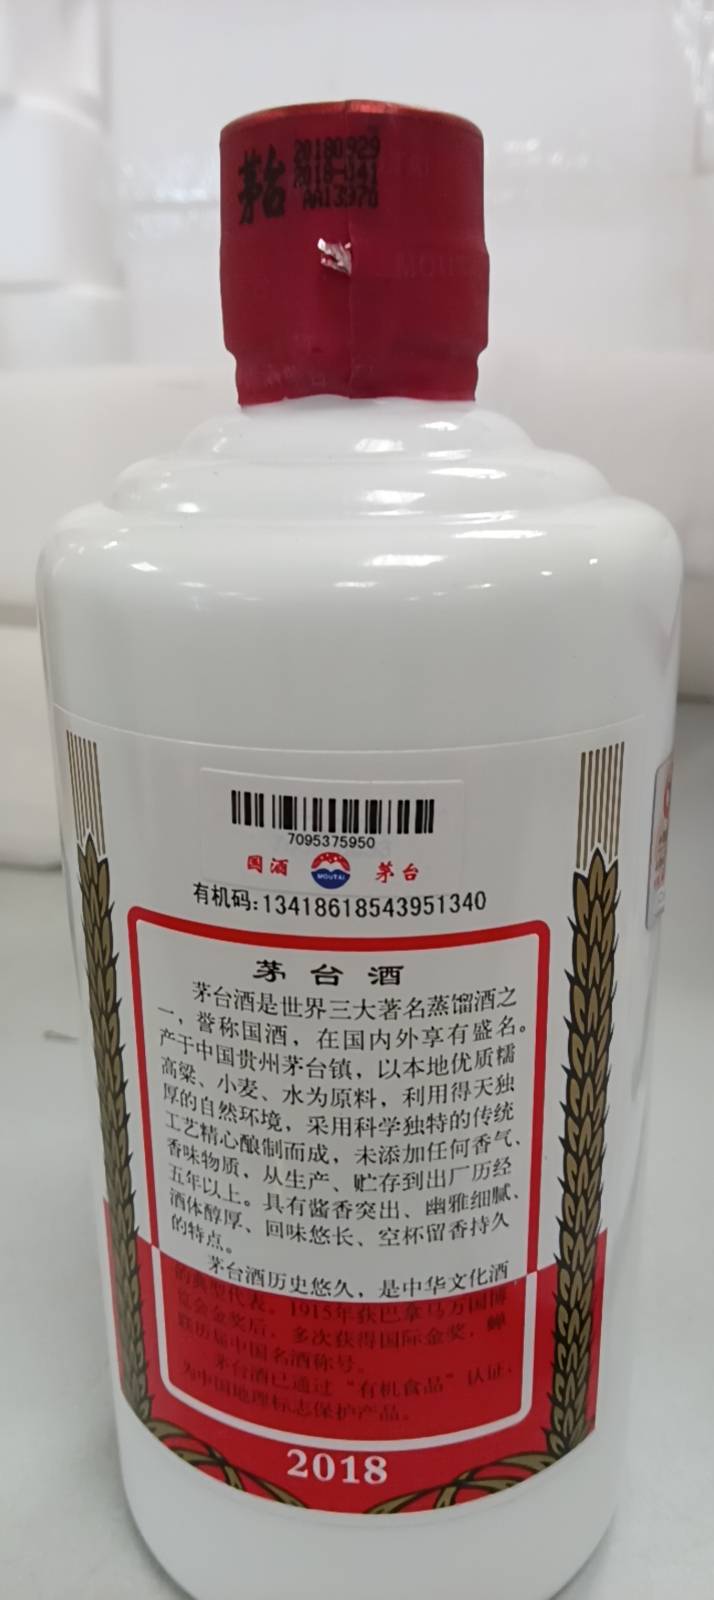 茅台
20180929
2018-041
AA13976
MOUTAI
7095375950
国酒
MOUTAI
茅台
有机码:13418618543951340
茅台酒
茅台酒是世界三大著名蒸馏酒之
一，誉称国酒，在国内外享有盛名。
产于中国贵州茅台镇，以本地优质糯
高粱、小麦、水为原料，利用得天独
厚的自然环境，采用科学独特的传统
工艺精心酿制而成，未添加任何香气、
香味物质，从生产、贮存到出厂历经
五年以上。具有酱香突出、幽雅细腻、
酒体醇厚、回味悠长、空杯留香持久
的特点。
茅台酒历史悠久，是中华文化酒
的典型代表。1915年获巴拿马万国博
览会金奖后，多次获得国际金奖，蝉
联历届中国名酒称号。
茅台酒已通过“有机食品”认证，
为中国地理标志保护产品。
2018